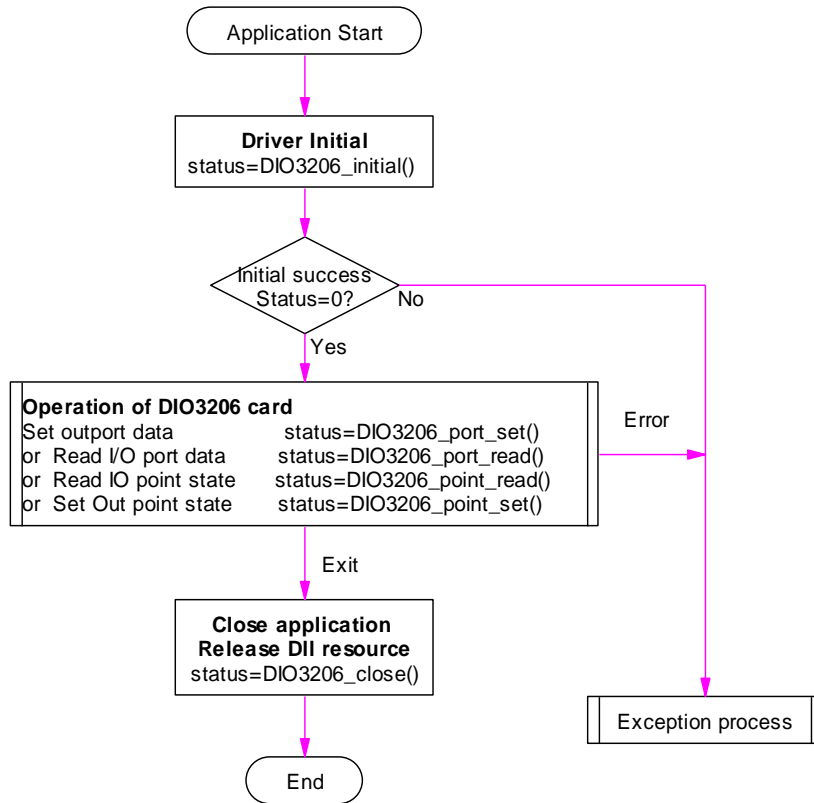 Application Start
Driver Initial
status=DIO3206_initial()
Initial success
Status=0?
No
Yes
Operation of DIO3206 card
Set outport data status=DIO3206_port_set()
or Read I/O port data status=DIO3206_port_read()
or Read IO point state status=DIO3206_point_read()
or Set Out point state status=DIO3206_point_set()
Error
Exit
Close application
Release Dll resource
status=DIO3206_close()
Exception process
End